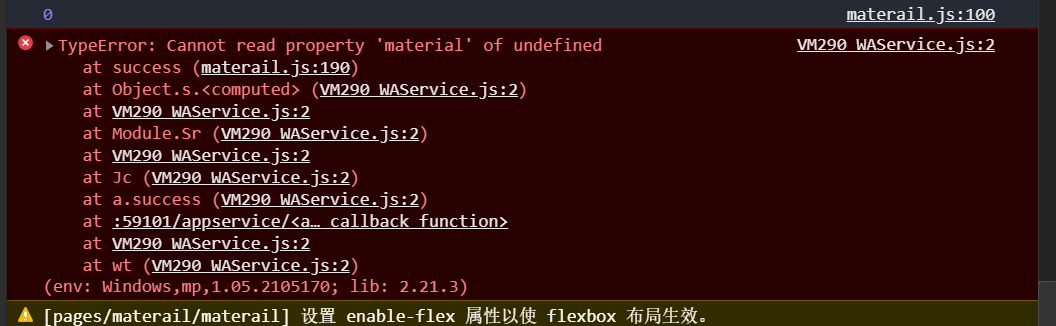 0 materail.js:100
TypeError: Cannot read property 'material' of undefined VM290 WAService.js:2
at success (materail.js:190)
at Object.s.<computed> (VM290 WAService.js:2)
at VM290 WAService.js:2
at Module.Sr (VM290 WAService.js:2)
at VM290 WAService.js:2
at Jc (VM290 WAService.js:2)
at a.success (VM290 WAService.js:2)
at :59101/appservice/<a… callback function>
at VM290 WAService.js:2
at wt (VM290 WAService.js:2)
(env: Windows,mp,1.05.2105170; lib: 2.21.3)
[pages/materail/materail] 设置 enable-flex 属性以使 flexbox 布局生效。